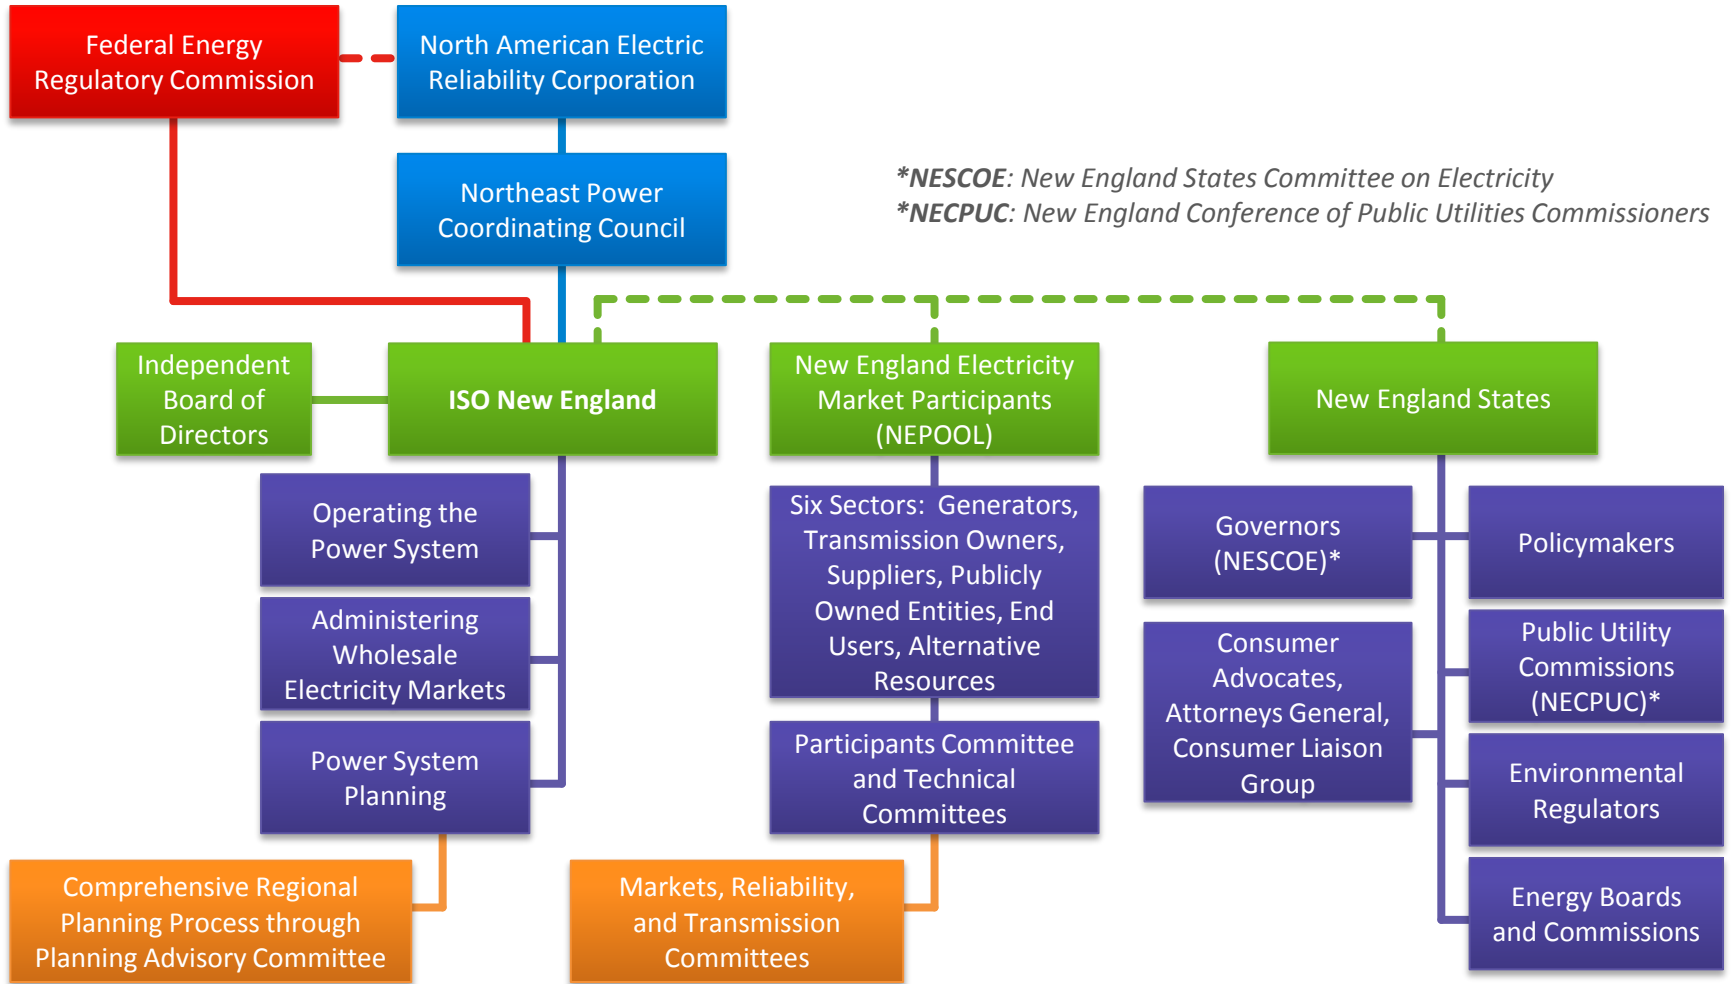 Federal Energy
Regulatory Commission
North American Electric
Reliability Corporation
Northeast Power
Coordinating Council
*NESCOE: New England States Committee on Electricity
*NECPUC: New England Conference of Public Utilities Commissioners
Independent
Board of
Directors
ISO New England
New England Electricity
Market Participants
(NEPOOL)
New England States
Operating the
Power System
Administering
Wholesale
Electricity Markets
Power System
Planning
Comprehensive Regional
Planning Process through
Planning Advisory Committee
Six Sectors: Generators,
Transmission Owners,
Suppliers, Publicly
Owned Entities, End
Users, Alternative
Resources
Participants Committee
and Technical
Committees
Markets, Reliability,
and Transmission
Committees
Governors
(NESCOE)*
Consumer
Advocates,
Attorneys General,
Consumer Liaison
Group
Policymakers
Public Utility
Commissions
(NECPUC)*
Environmental
Regulators
Energy Boards
and Commissions